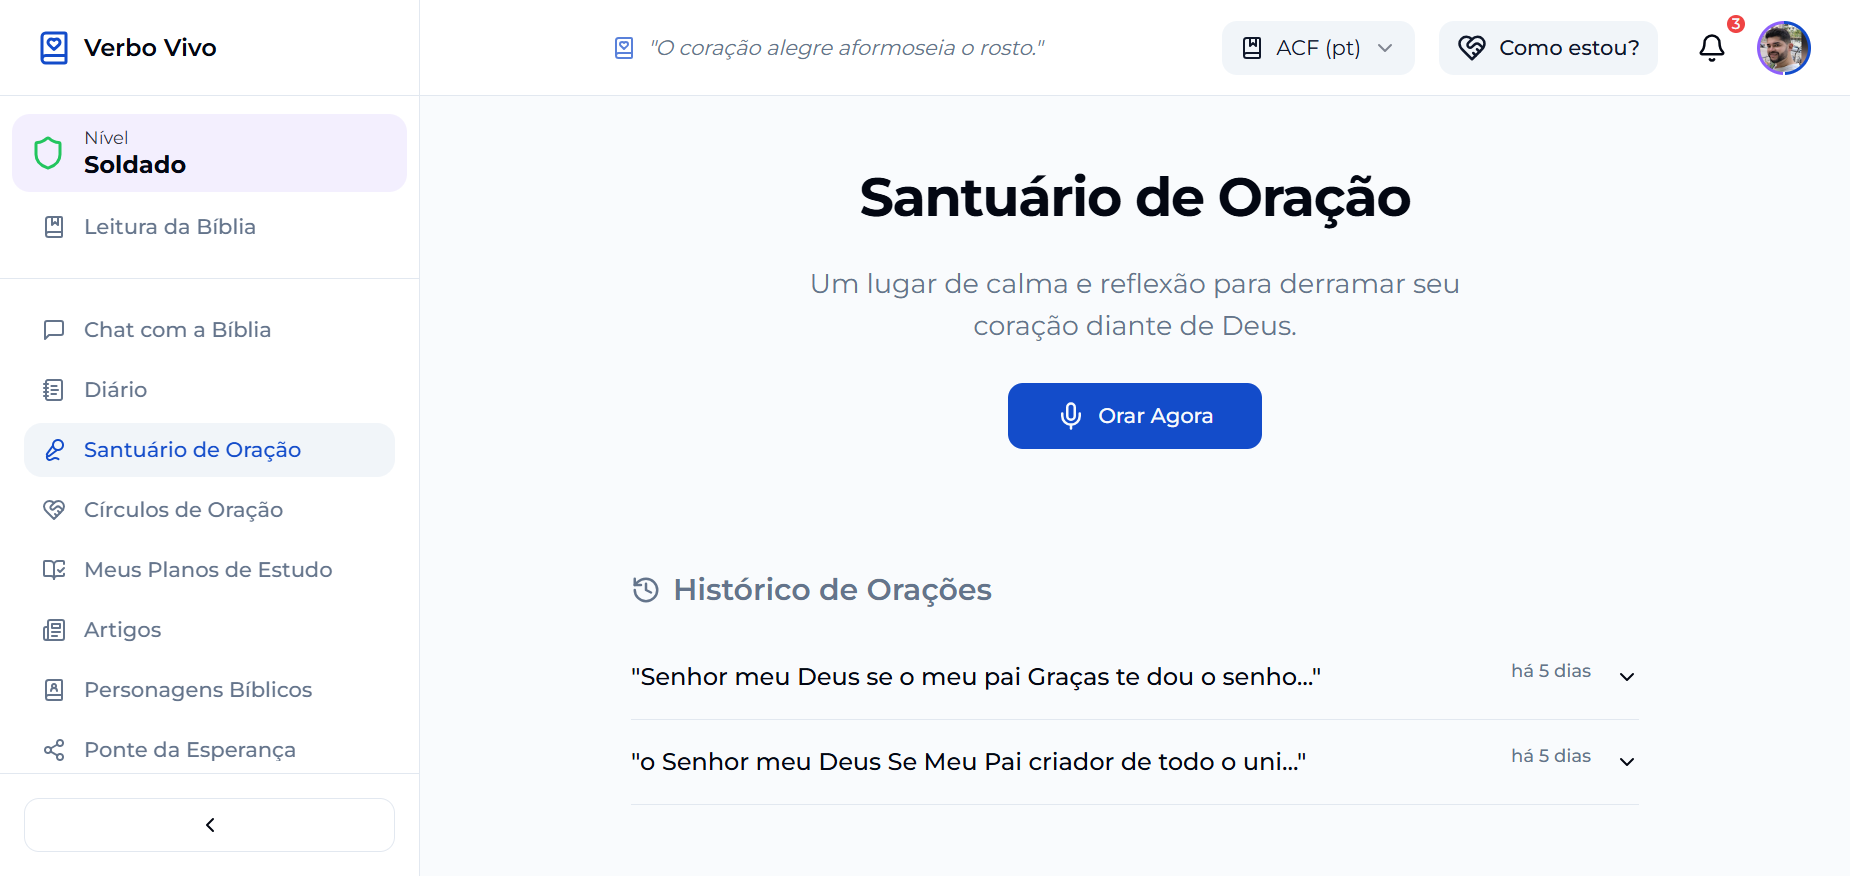 Verbo Vivo
"O coração alegre aformoseia o rosto."
ACF (pt)
Como estou?
3
Nível
Soldado
Leitura da Bíblia
Chat com a Bíblia
Diário
Santuário de Oração
Círculos de Oração
Meus Planos de Estudo
Artigos
Personagens Bíblicos
Ponte da Esperança
Santuário de Oração
Um lugar de calma e reflexão para derramar seu
coração diante de Deus.
Orar Agora
Histórico de Orações
"Senhor meu Deus se o meu pai Graças te dou o senho..."
há 5 dias
"o Senhor meu Deus Se Meu Pai criador de todo o uni..."
há 5 dias